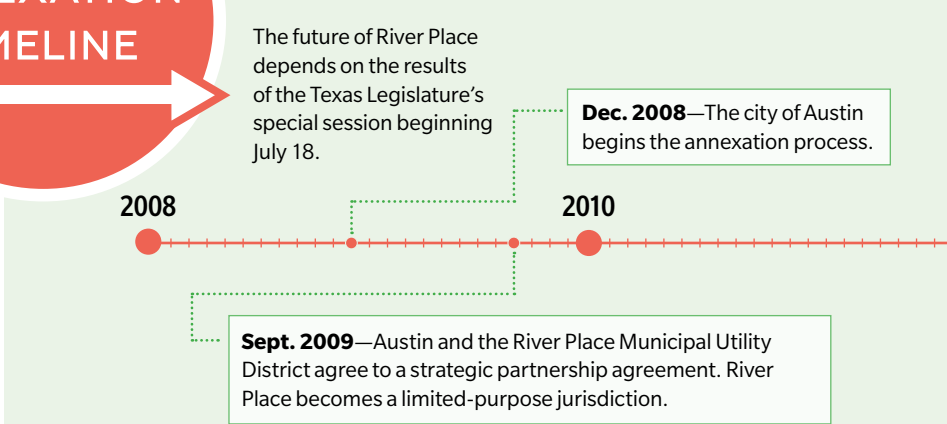 MELINE
The future of River Place
depends on the results
of the Texas Legislature's
special session beginning
July 18.
Dec. 2008—The city of Austin
begins the annexation process.
2008
2010
Sept. 2009—Austin and the River Place Municipal Utility
District agree to a strategic partnership agreement. River
Place becomes a limited-purpose jurisdiction.